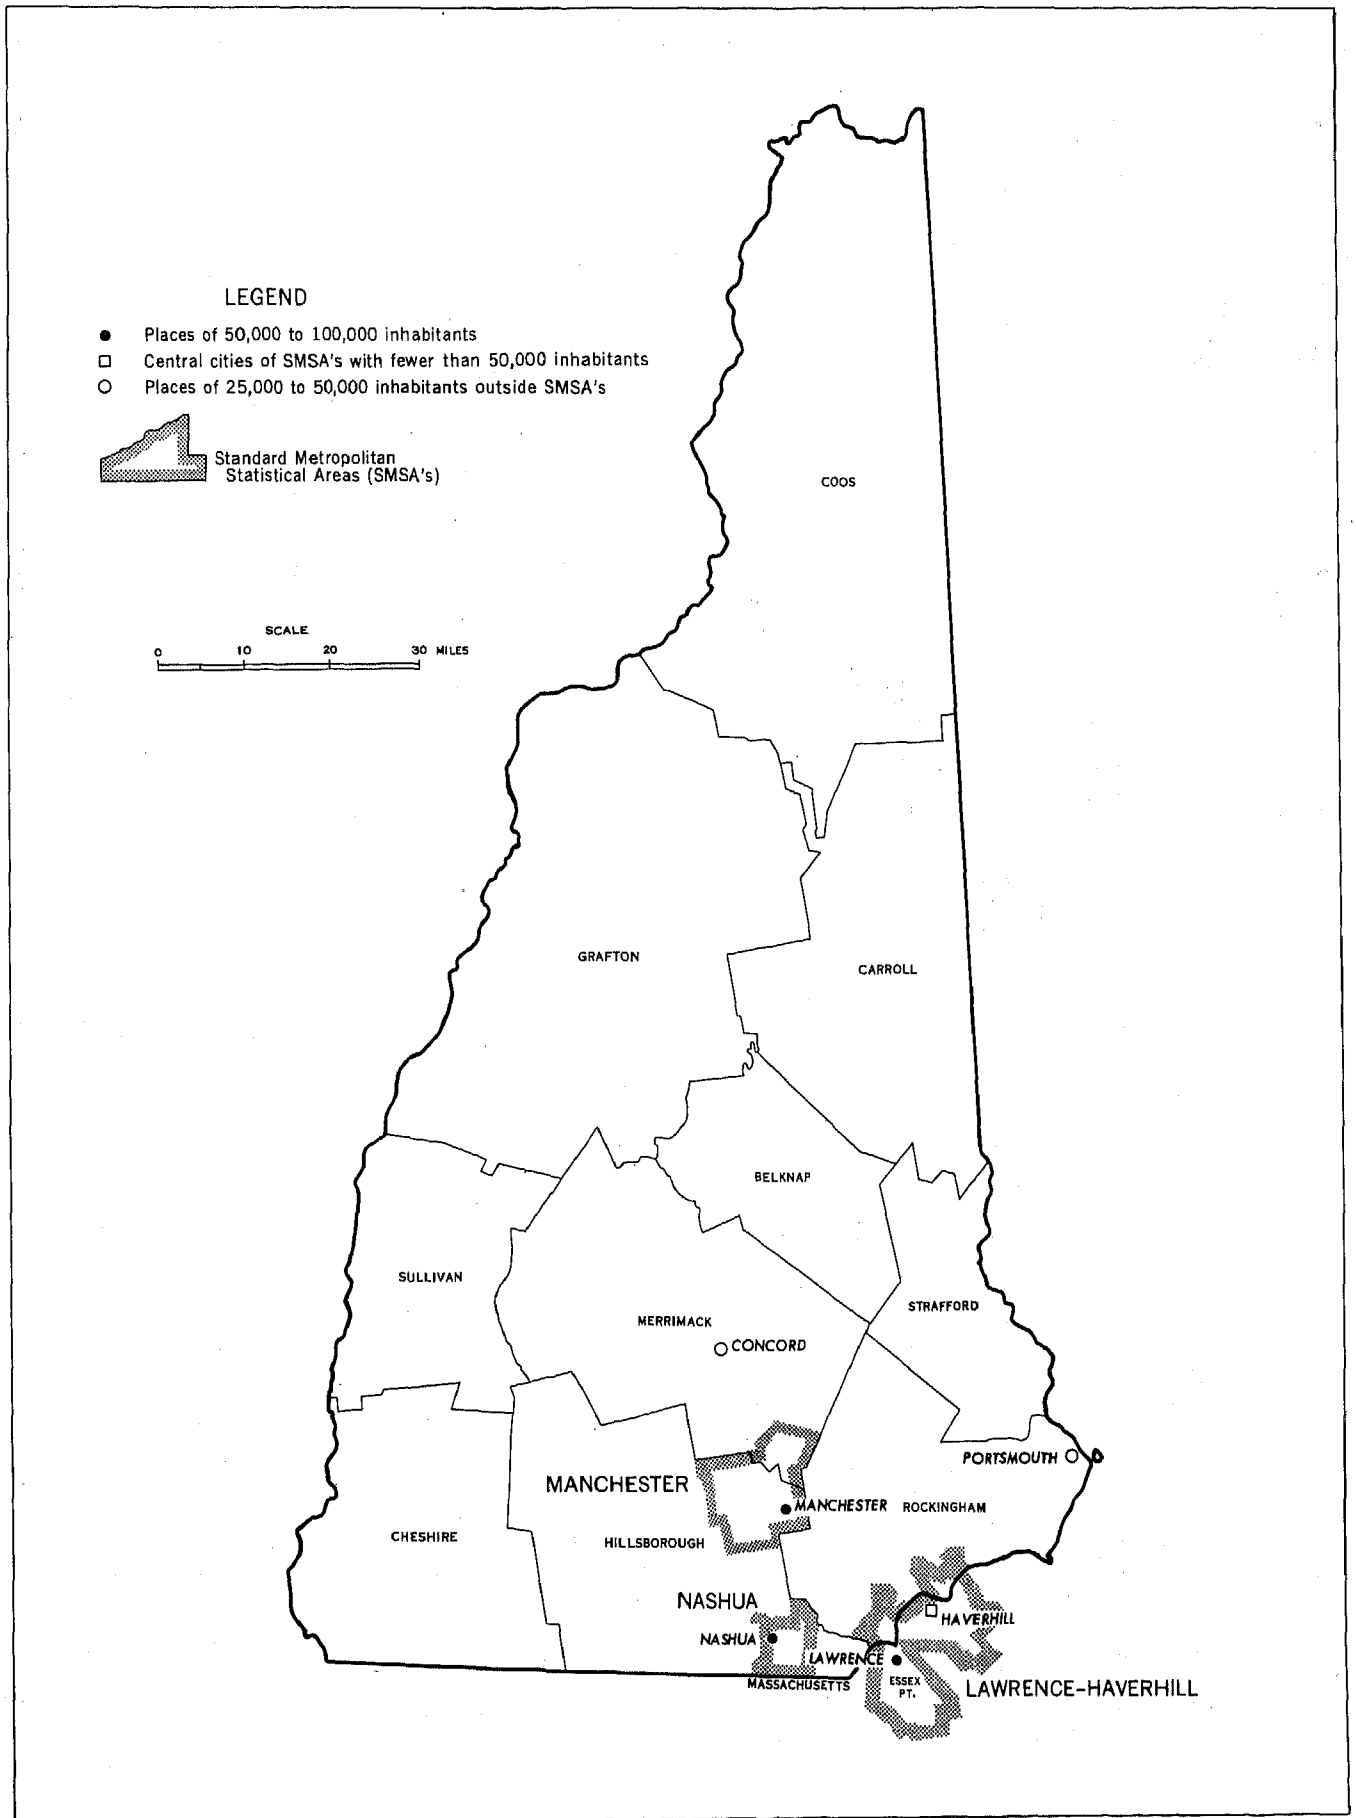 LEGEND
Places of 50,000 to 100,000 inhabitants
Central cities of SMSA's with fewer than 50,000 inhabitants
Places of 25,000 to 50,000 inhabitants outside SMSA's
Standard Metropolitan
Statistical Areas (SMSA's)
COOS
SCALE
0 10 20 30 MILES
GRAFTON
CARROLL
BELKNAP
SULLIVAN
STRAFFORD
MERRIMACK
CONCORD
PORTSMOUTH
MANCHESTER
MANCHESTER
ROCKINGHAM
CHESHIRE
HILLSBOROUGH
NASHUA
HAVERHILL
NASHUA
LAWRENCE
MASSACHUSETTS
ESSEX
PT.
LAWRENCE-HAVERHILL